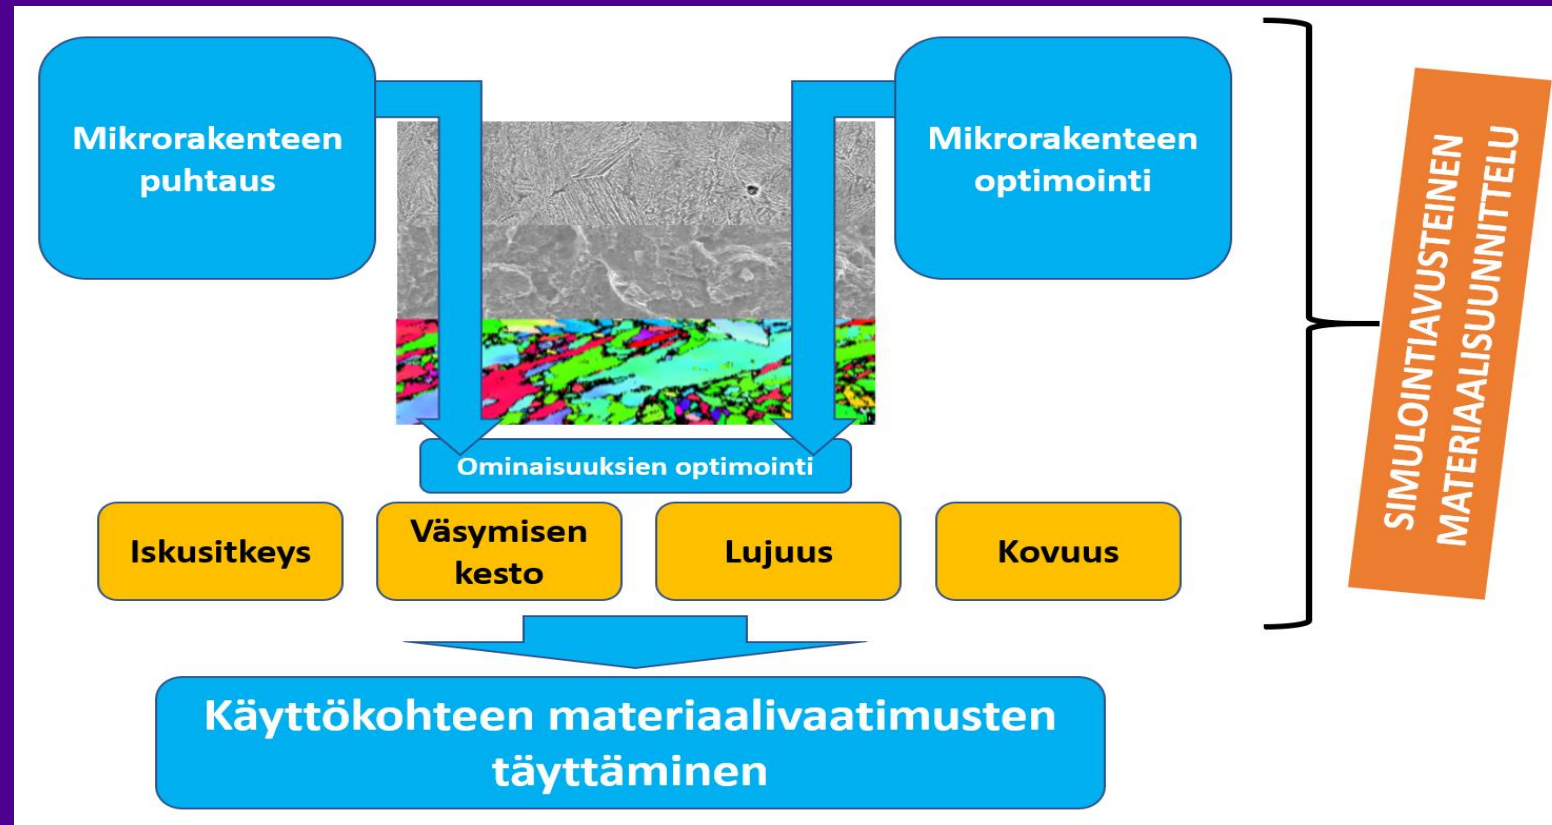 Mikrorakenteen
puhtaus
Mikrorakenteen
optimointi
Ominaisuuksien optimointi
Iskusitkeys
Väsymisen
kesto
Lujuus
Kovuus
Käyttökohteen materiaalivaatimusten
täyttäminen
SIMULOINTIAVUSTEINEN
MATERIAALISUUNNITTELU